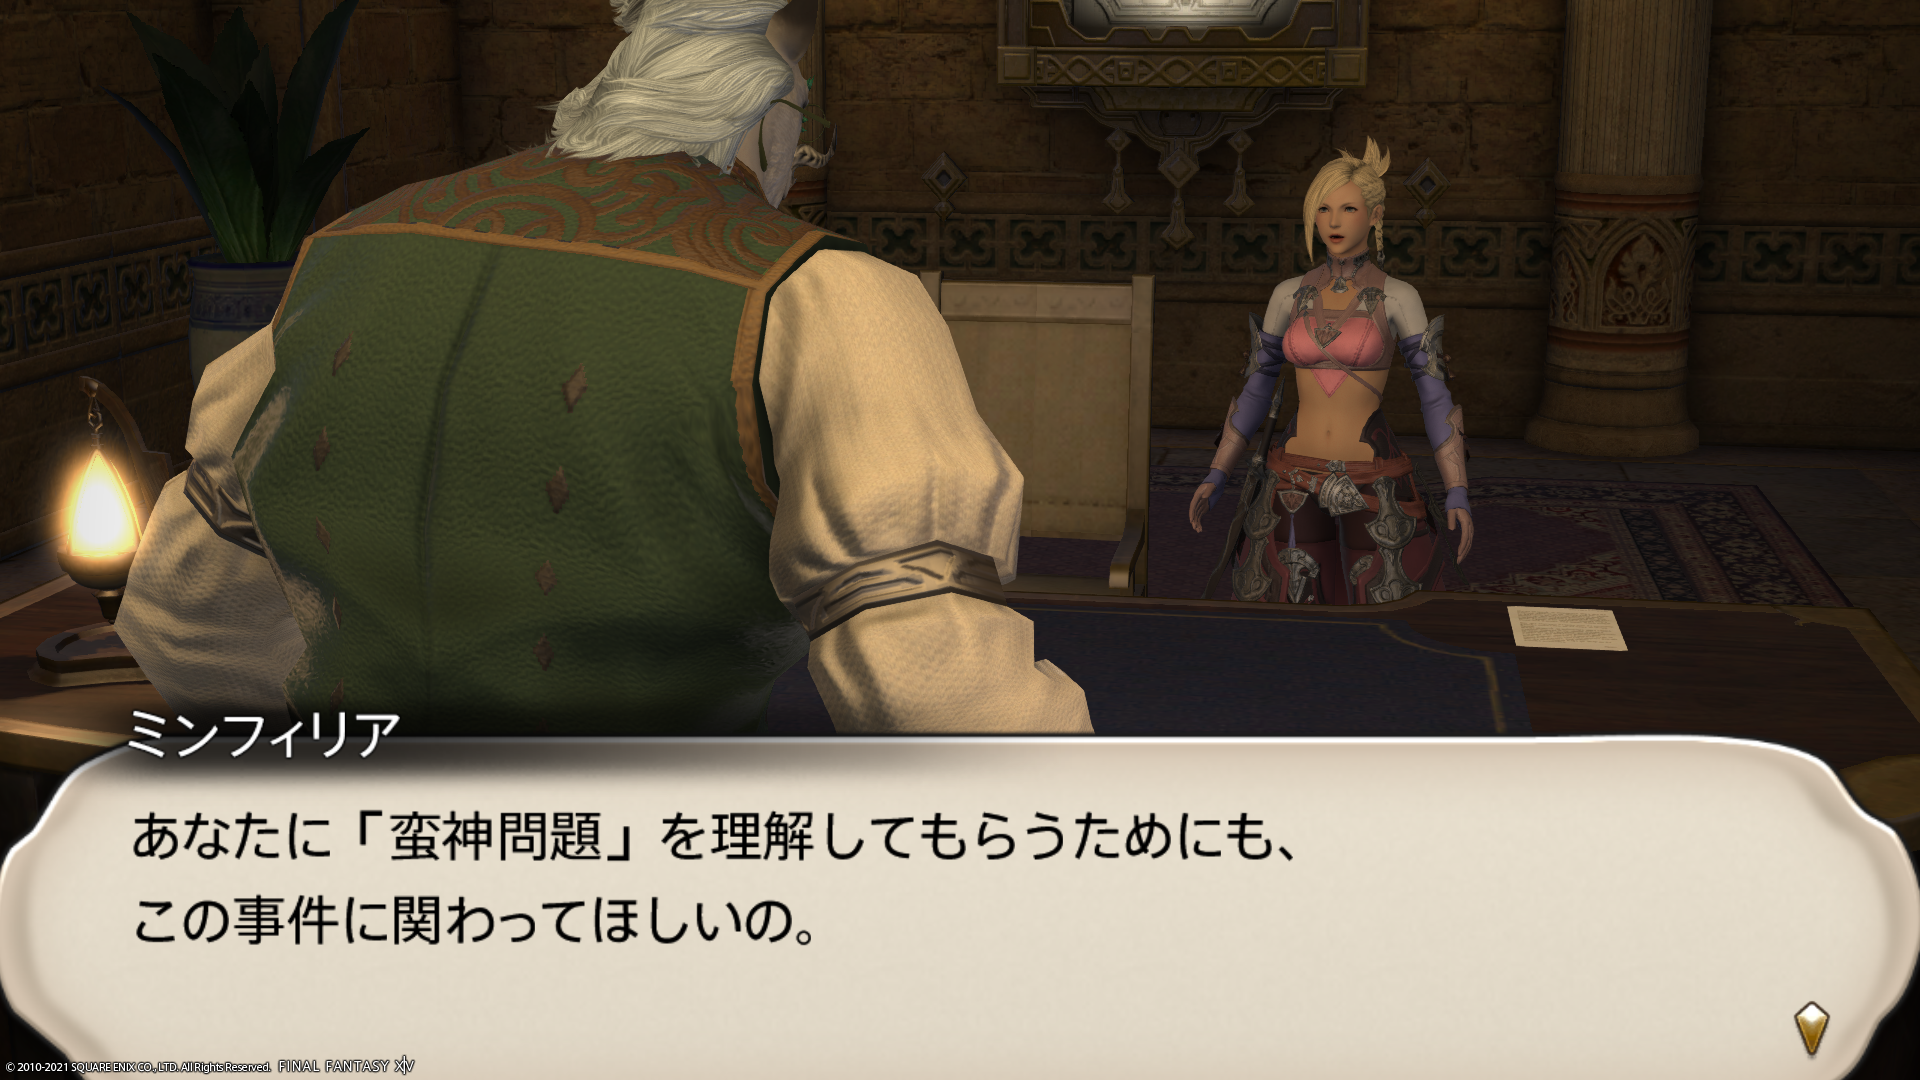 ミンフィリア
あなたに「蛮神問題」を理解してもらうためにも、
この事件に関わってほしいの。
© 2010-2021 SQUARE ENIX CO., LTD. All Rights Reserved. FINAL FANTASY XIV